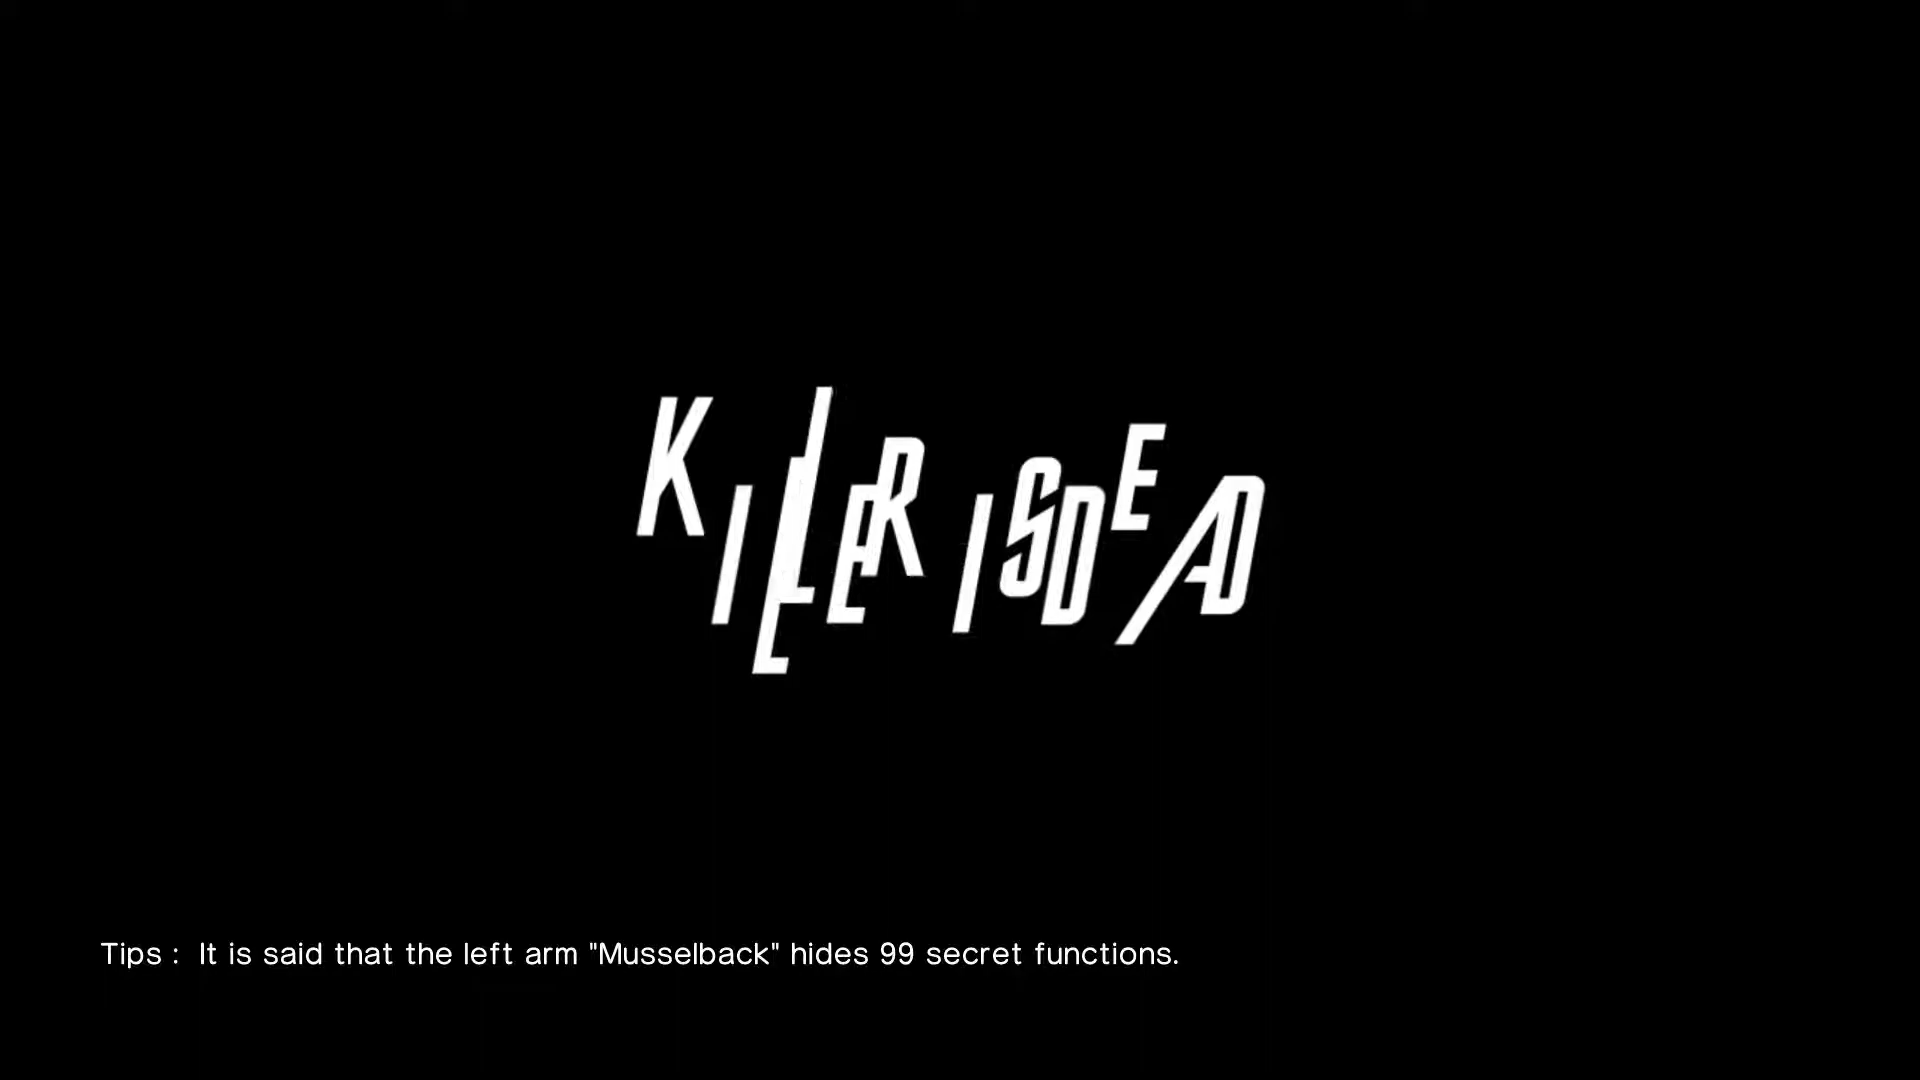 KILLER IS DEAD
Tips : It is said that the left arm "Musselback" hides 99 secret functions.